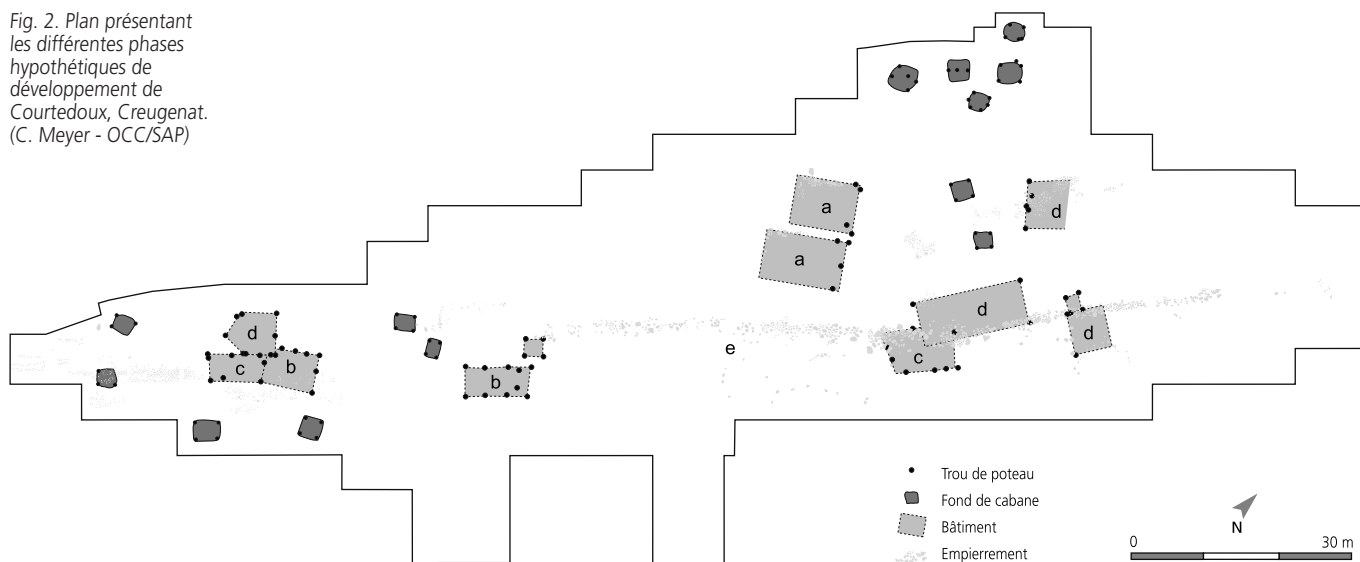 Fig. 2. Plan présentant
les différentes phases
hypothétiques de
développement de
Courtedoux, Creugenat.
(C. Meyer - OCC/SAP)
a
a
d
d
d
c
e
d
c
b
b
Trou de poteau
Fond de cabane
Bâtiment
Empierrement
N
0 30 m